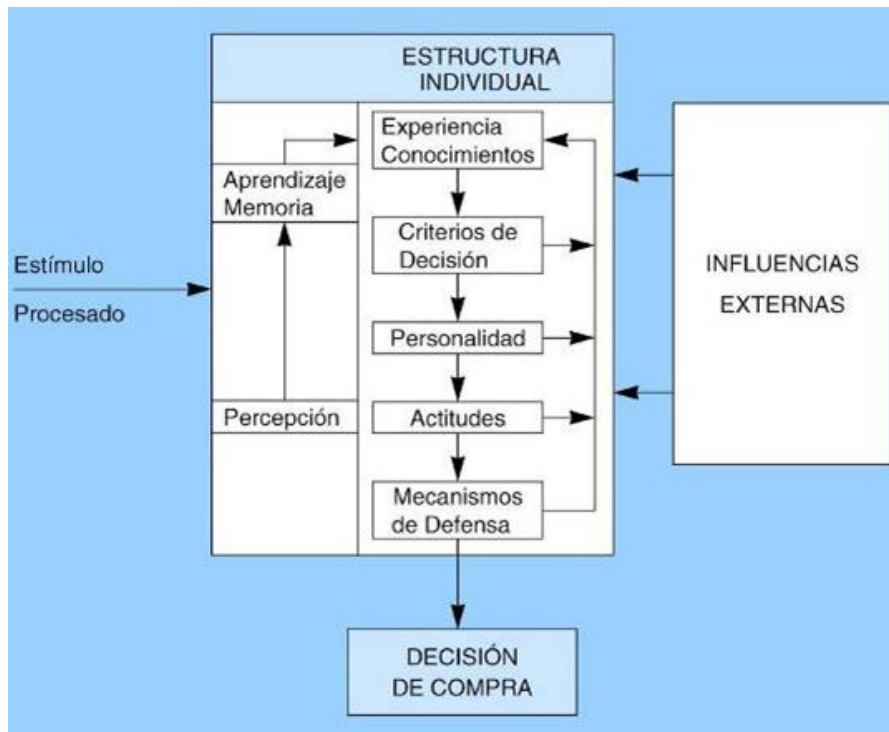 ESTRUCTURA
INDIVIDUAL
Experiencia
Conocimientos
Aprendizaje
Memoria
Criterios de
Decisión
Estímulo
Procesado
Personalidad
Percepción
Actitudes
Mecanismos
de Defensa
INFLUENCIAS
EXTERNAS
DECISIÓN
DE COMPRA